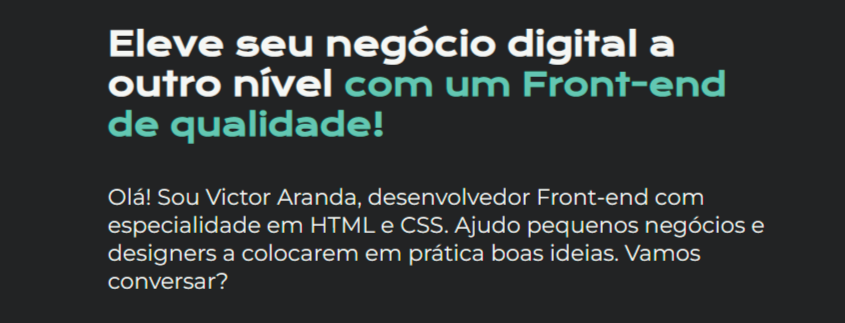 Eleve seu negócio digital a
outro nível com um Front-end
de qualidade!
Olá! Sou Victor Aranda, desenvolvedor Front-end com
especialidade em HTML e CSS. Ajudo pequenos negócios e
designers a colocarem em prática boas ideias. Vamos
conversar?